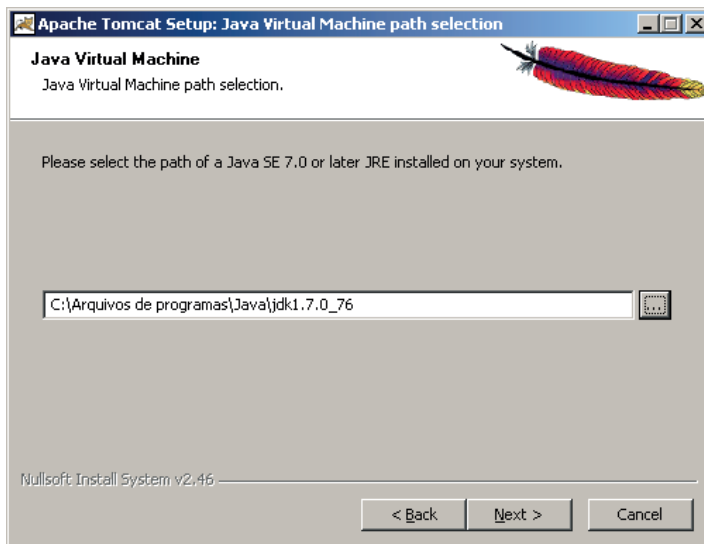 Apache Tomcat Setup: Java Virtual Machine path selection
Java Virtual Machine
Java Virtual Machine path selection.
Please select the path of a Java SE 7.0 or later JRE installed on your system.
C:\Arquivos de programas\Java\jdk1.7.0_76
...
Nullsoft Install System v2.46
< Back
Next >
Cancel